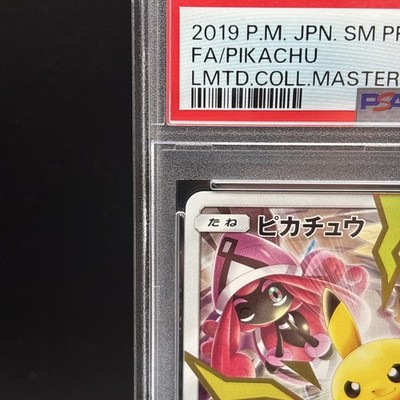 2019 P.M. JPN. SM PR
FA/PIKACHU
LMTD.COLL.MASTER
PSA
たね ピカチュウ